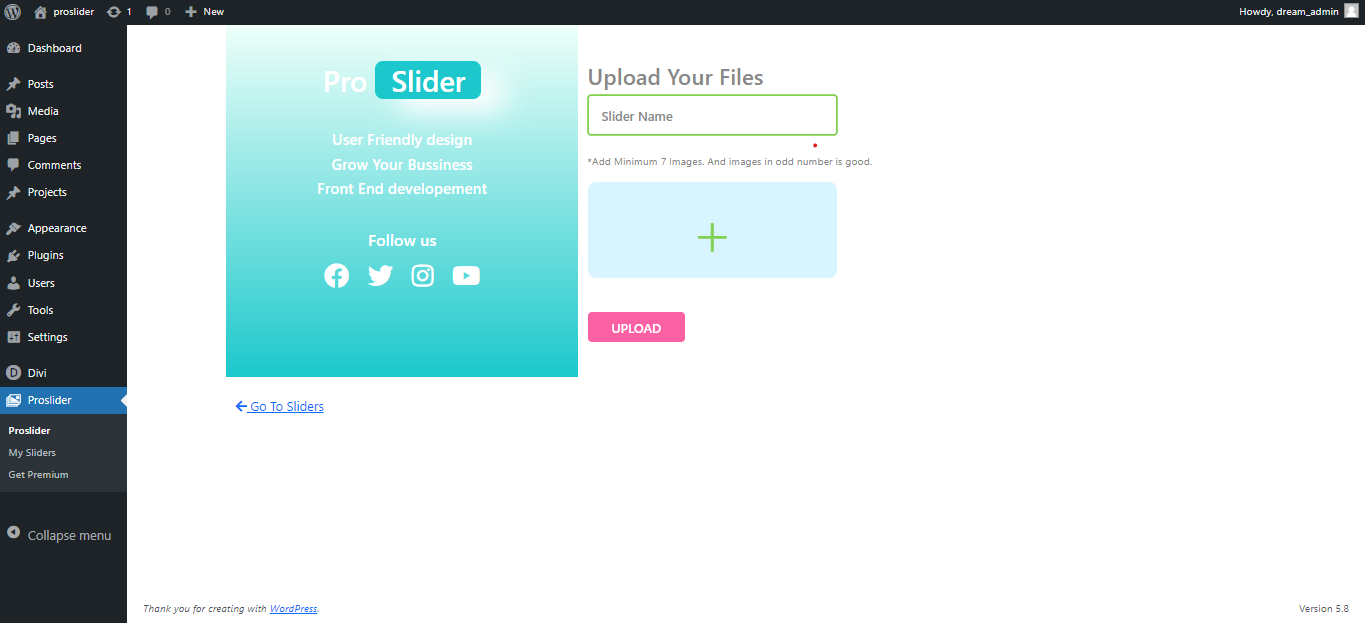 proslider 1 0 New Howdy, dream_admin
Dashboard
Posts
Media
Pages
Comments
Projects
Appearance
Plugins
Users
Tools
Settings
Divi
Proslider
Proslider
My Sliders
Get Premium
Collapse menu
Pro Slider
User Friendly design
Grow Your Bussiness
Front End developement
Follow us
Go To Sliders
Upload Your Files
Slider Name
*Add Minimum 7 Images. And images in odd number is good.
UPLOAD
Thank you for creating with WordPress.
Version 5.8